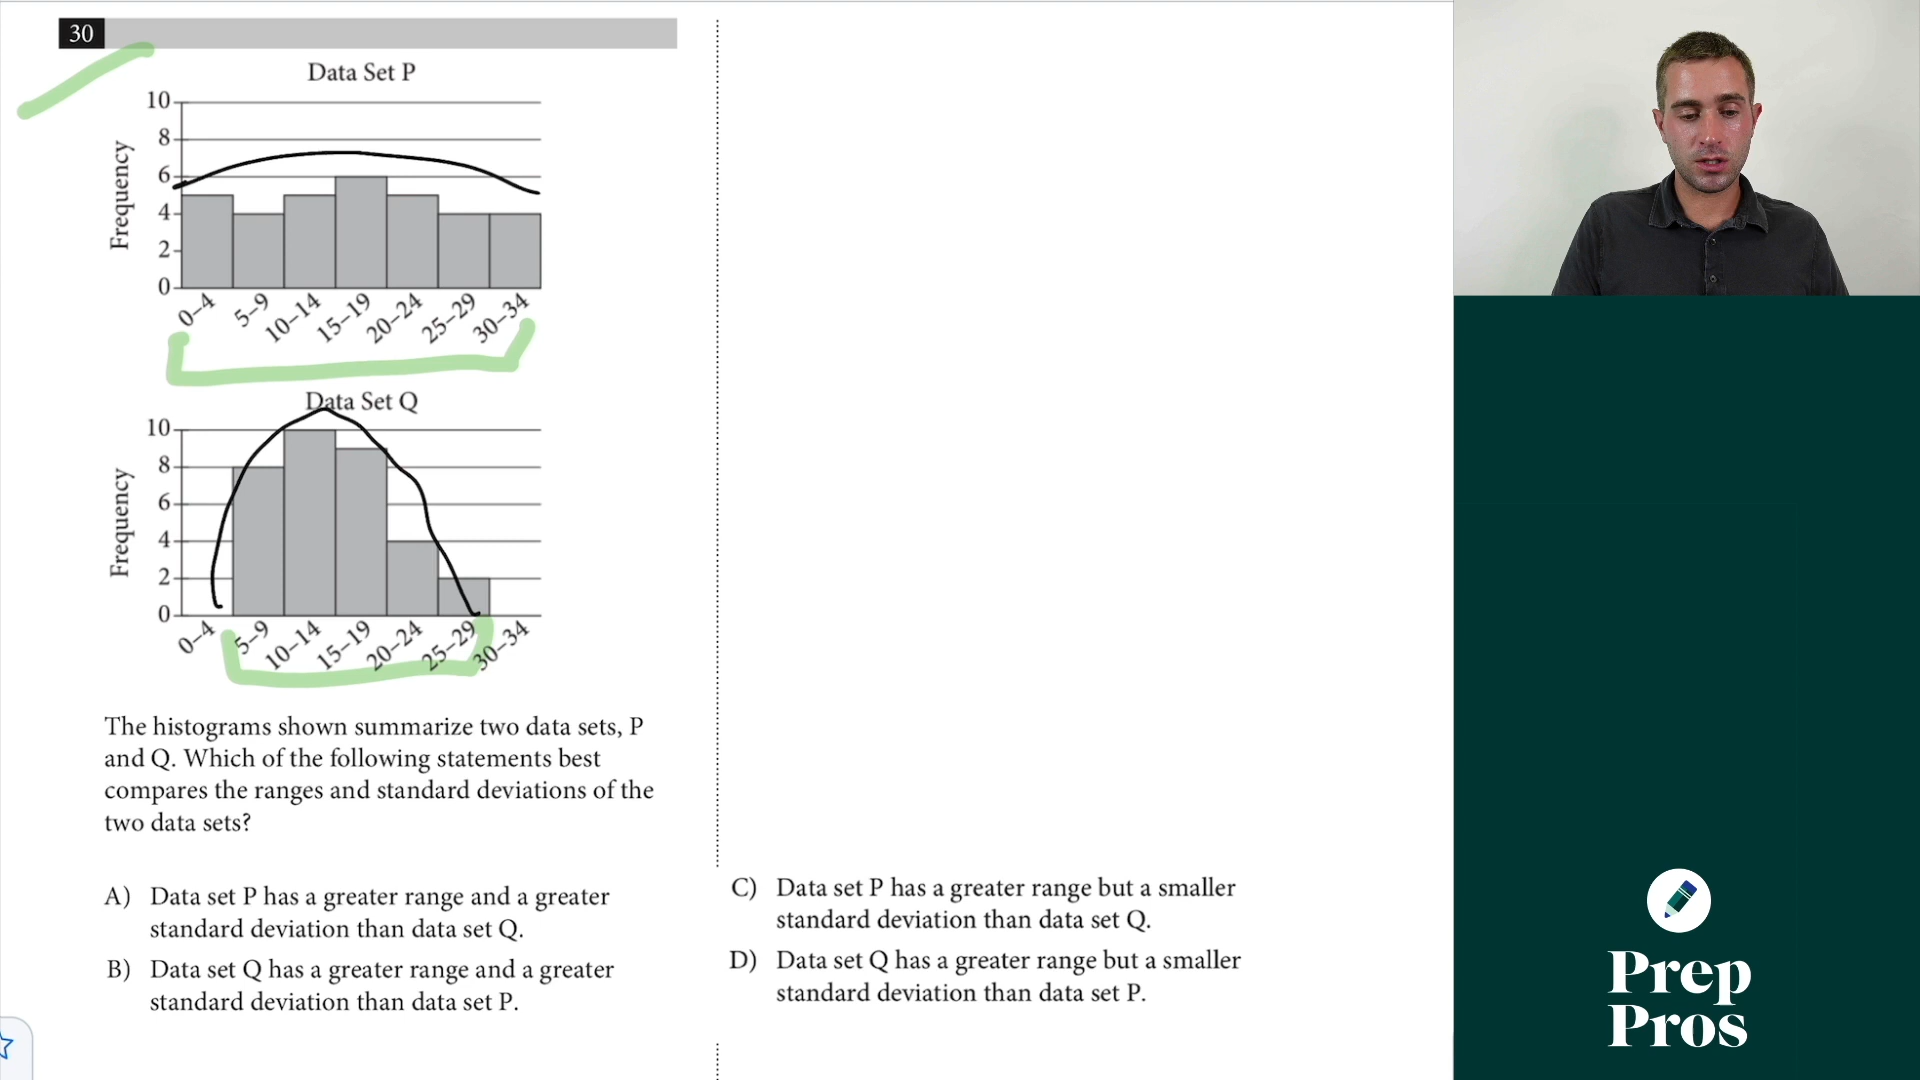 30
Data Set P
10
8
6
4
2
0
Frequency
0–4
5–9
10–14
15–19
20–24
25–29
30–34
Data Set Q
10
8
6
4
2
0
Frequency
0–4
5–9
10–14
15–19
20–24
25–29
30–34
The histograms shown summarize two data sets, P
and Q. Which of the following statements best
compares the ranges and standard deviations of the
two data sets?
A) Data set P has a greater range and a greater
standard deviation than data set Q.
B) Data set Q has a greater range and a greater
standard deviation than data set P.
C) Data set P has a greater range but a smaller
standard deviation than data set Q.
D) Data set Q has a greater range but a smaller
standard deviation than data set P.
Prep
Pros